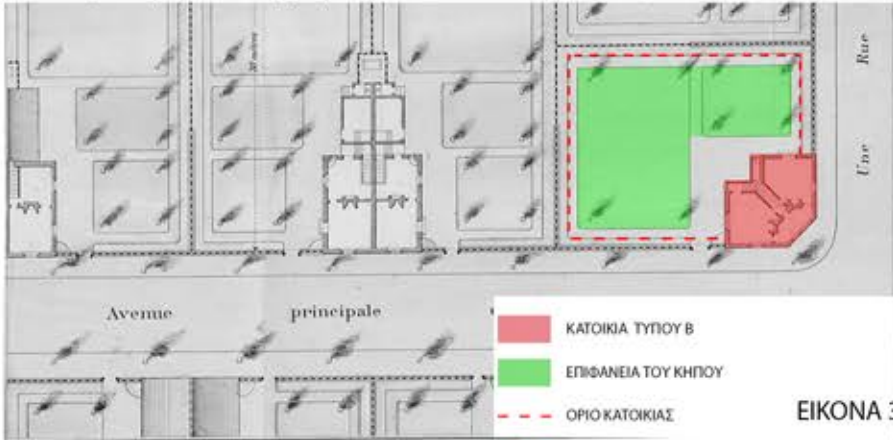 Rue
Une
Avenue principale
ΚΑΤΟΙΚΙΑ ΤΥΠΟΥ Β
ΕΠΙΦΑΝΕΙΑ ΤΟΥ ΚΗΠΟΥ
ΟΡΙΟ ΚΑΤΟΙΚΙΑΣ
ΕΙΚΟΝΑ 3